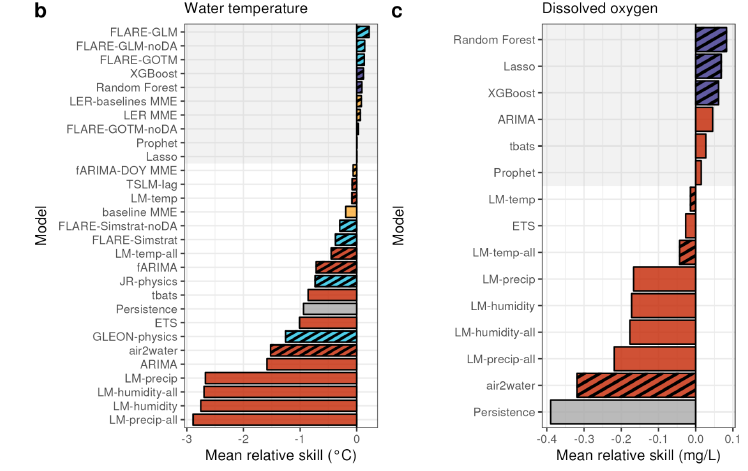 b
Water temperature
Model
FLARE-GLM
FLARE-GLM-noDA
FLARE-GOTM
XGBoost
Random Forest
LER-baselines MME
LER MME
FLARE-GOTM-noDA
Prophet
Lasso
fARIMA-DOY MME
TSLM-lag
LM-temp
baseline MME
FLARE-Simstrat-noDA
FLARE-Simstrat
LM-temp-all
fARIMA
JR-physics
tbats
Persistence
ETS
GLEON-physics
air2water
ARIMA
LM-precip
LM-humidity-all
LM-humidity
LM-precip-all
-3 -2 -1 0
Mean relative skill (°C)
c
Dissolved oxygen
Model
Random Forest
Lasso
XGBoost
ARIMA
tbats
Prophet
LM-temp
ETS
LM-temp-all
LM-precip
LM-humidity
LM-humidity-all
LM-precip-all
air2water
Persistence
-0.4 -0.3 -0.2 -0.1 0.0 0.1
Mean relative skill (mg/L)